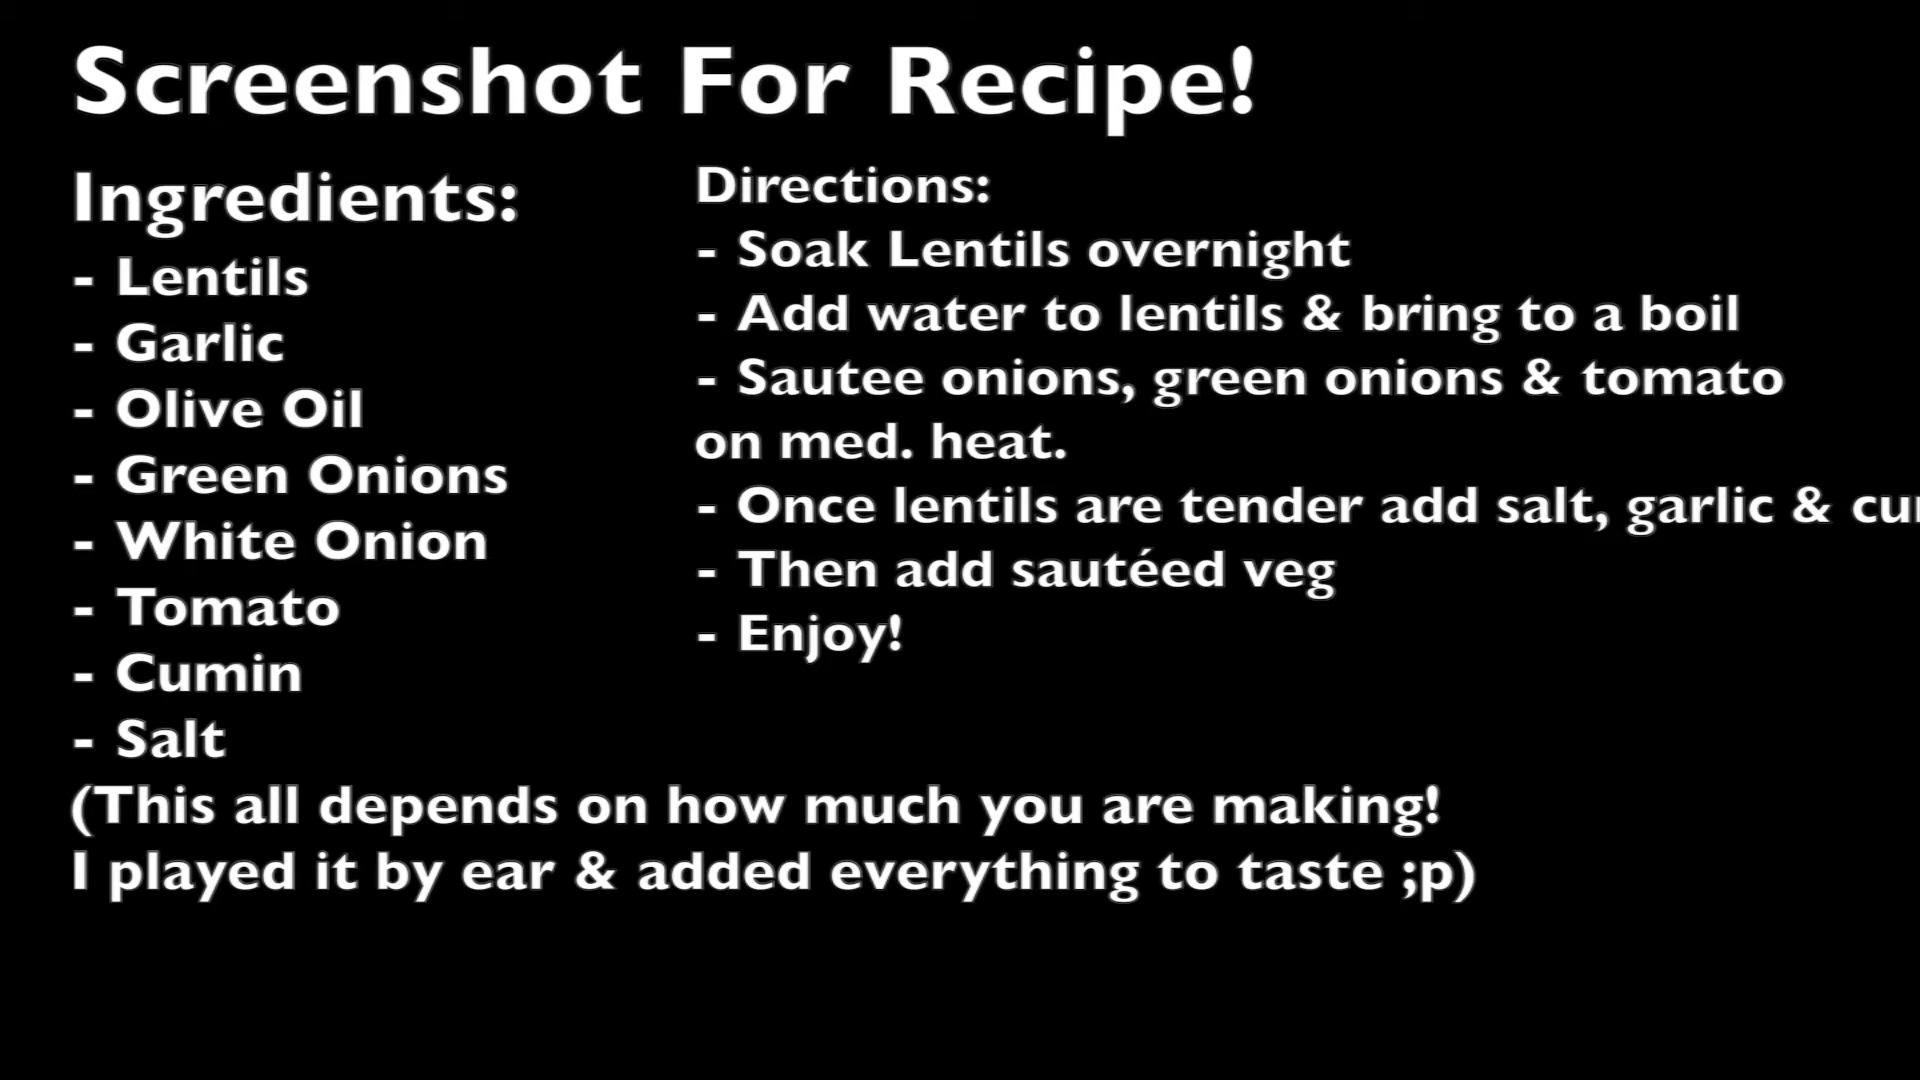 Screenshot For Recipe!
Ingredients:
- Lentils
- Garlic
- Olive Oil
- Green Onions
- White Onion
- Tomato
- Cumin
- Salt
(This all depends on how much you are making!
I played it by ear & added everything to taste ;p)
Directions:
- Soak Lentils overnight
- Add water to lentils & bring to a boil
- Sautee onions, green onions & tomato
on med. heat.
- Once lentils are tender add salt, garlic &
- Then add sautéed veg
- Enjoy!